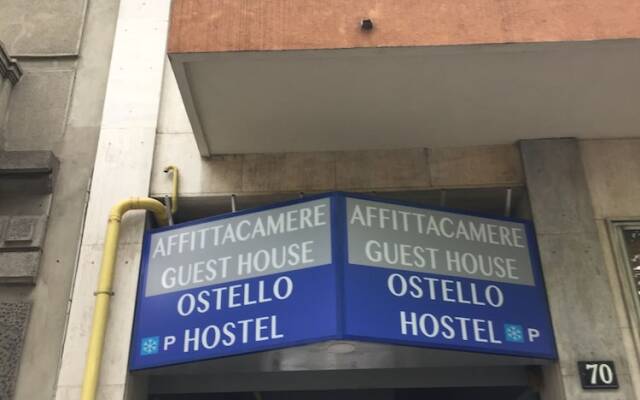 AFFITTACAMERE
GUEST HOUSE
OSTELLO
P HOSTEL
AFFITTACAMERE
GUEST HOUSE
OSTELLO
HOSTEL P
70